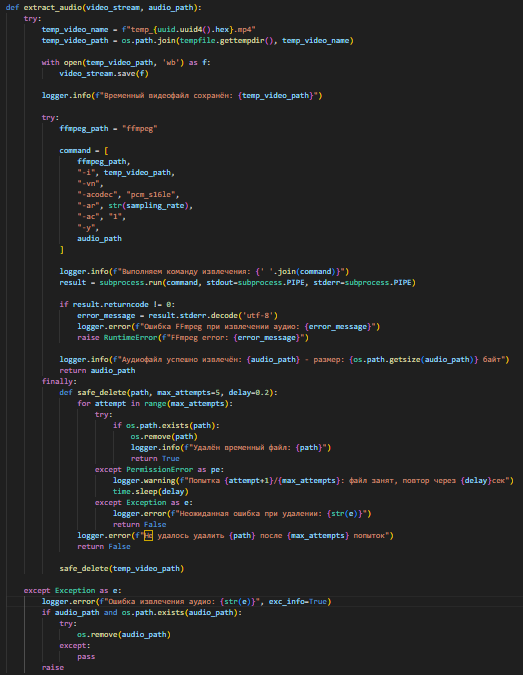 def extract_audio(video_stream, audio_path):
    try:
        temp_video_name = f"temp_{uuid.uuid4().hex}.mp4"
        temp_video_path = os.path.join(tempfile.gettempdir(), temp_video_name)

        with open(temp_video_path, 'wb') as f:
            video_stream.save(f)

        logger.info(f"Временный видеофайл сохранён: {temp_video_path}")

        try:
            ffmpeg_path = "ffmpeg"

            command = [
                ffmpeg_path,
                "-i", temp_video_path,
                "-vn",
                "-acodec", "pcm_s16le",
                "-ar", str(sampling_rate),
                "-ac", "1",
                "-y",
                audio_path
            ]

            logger.info(f"Выполняем команду извлечения: {' '.join(command)}")
            result = subprocess.run(command, stdout=subprocess.PIPE, stderr=subprocess.PIPE)

            if result.returncode != 0:
                error_message = result.stderr.decode('utf-8')
                logger.error(f"Ошибка FFmpeg при извлечении аудио: {error_message}")
                raise RuntimeError(f"FFmpeg error: {error_message}")

            logger.info(f"Аудиофайл успешно извлечён: {audio_path} - размер: {os.path.getsize(audio_path)} байт")
            return audio_path
        finally:
            def safe_delete(path, max_attempts=5, delay=0.2):
                for attempt in range(max_attempts):
                    try:
                        if os.path.exists(path):
                            os.remove(path)
                            logger.info(f"Удалён временный файл: {path}")
                            return True
                    except PermissionError as pe:
                        logger.warning(f"Попытка {attempt+1}/{max_attempts}: файл занят, повтор через {delay}сек")
                        time.sleep(delay)
                    except Exception as e:
                        logger.error(f"Неожиданная ошибка при удалении: {str(e)}")
                        return False
                logger.error(f"Не удалось удалить {path} после {max_attempts} попыток")
                return False

            safe_delete(temp_video_path)

    except Exception as e:
        logger.error(f"Ошибка извлечения аудио: {str(e)}", exc_info=True)
        if audio_path and os.path.exists(audio_path):
            try:
                os.remove(audio_path)
            except:
                pass
        raise